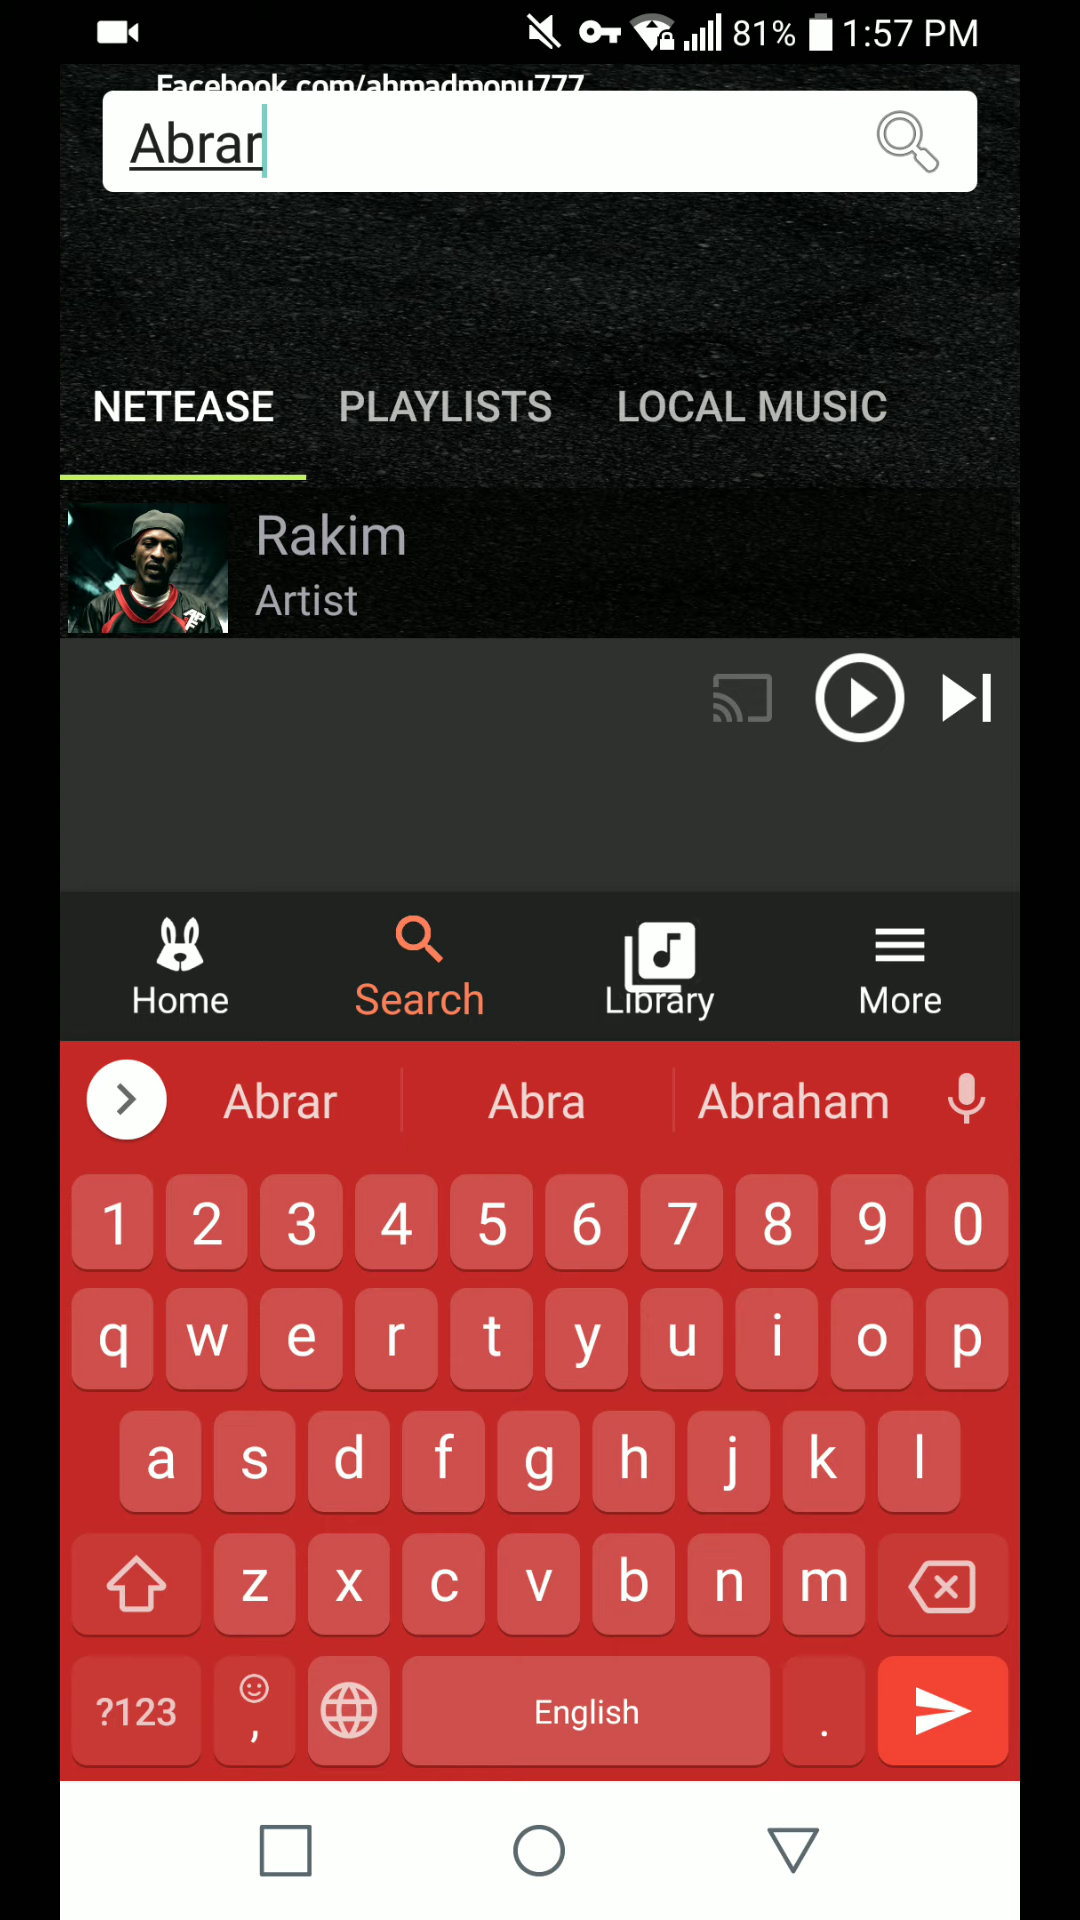 81% 1:57 PM
Facebook.com/ahmadmonu777
Abrar
NETEASE PLAYLISTS LOCAL MUSIC
Rakim
Artist
Home Search Library More
Abrar Abra Abraham
1 2 3 4 5 6 7 8 9 0
q w e r t y u i o p
a s d f g h j k l
z x c v b n m
?123 , English .